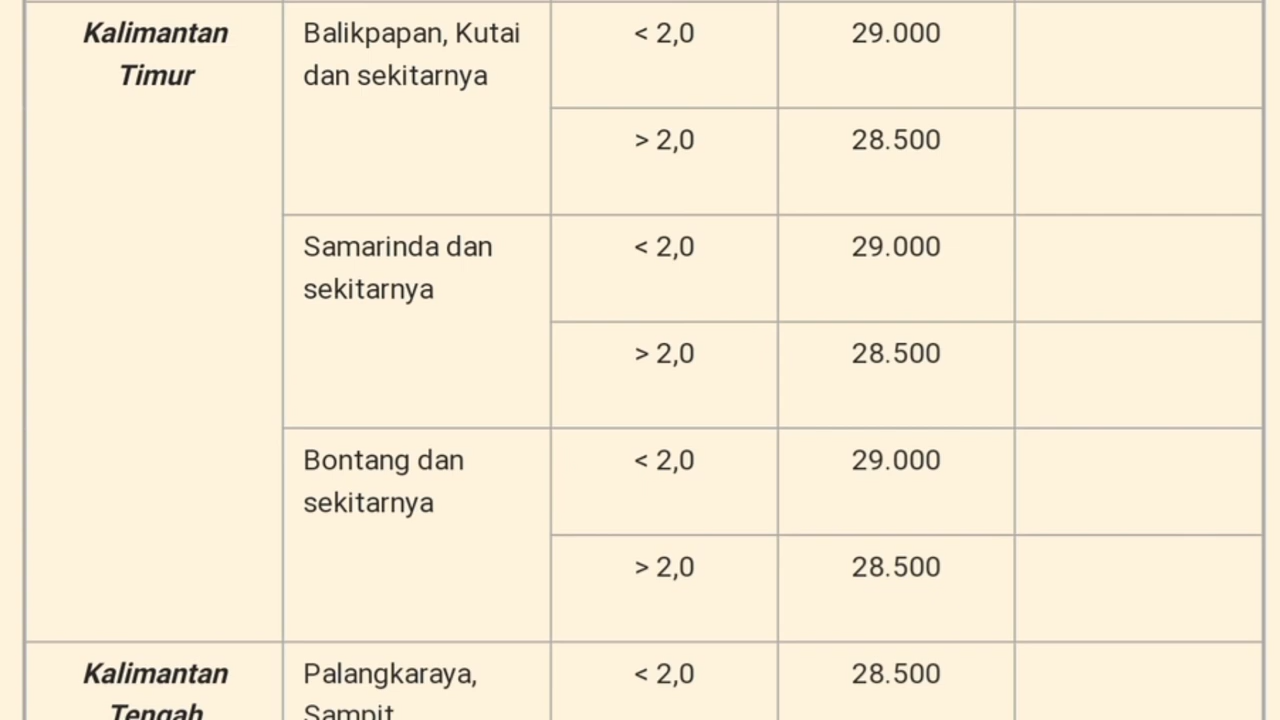 Kalimantan
Timur
Balikpapan, Kutai
dan sekitarnya
< 2,0
29.000
> 2,0
28.500
Samarinda dan
sekitarnya
< 2,0
29.000
> 2,0
28.500
Bontang dan
sekitarnya
< 2,0
29.000
> 2,0
28.500
Kalimantan
Tengah
Palangkaraya,
Sampit
< 2,0
28.500